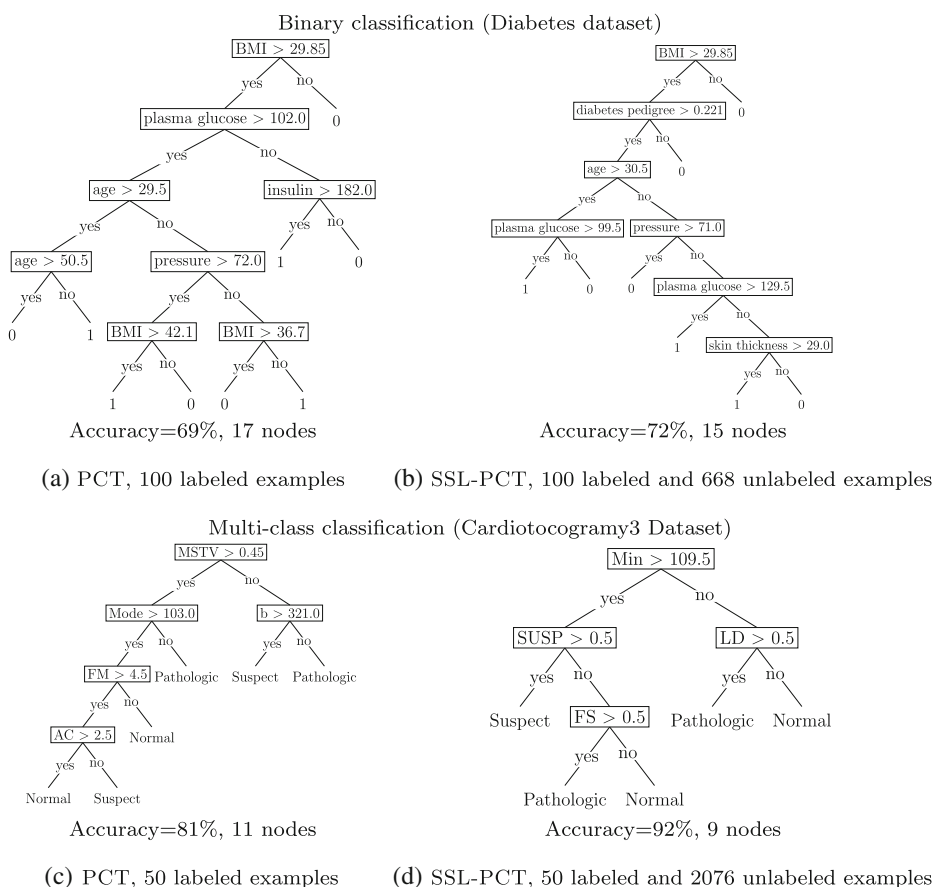 Binary classification (Diabetes dataset)
BMI > 29.85
yes no
plasma glucose > 102.0 0
yes no
age > 29.5 insulin > 182.0
yes no yes no
age > 50.5 pressure > 72.0 1 0
yes no yes no
0 1 BMI > 42.1 BMI > 36.7
yes no yes no
1 0 0 1
Accuracy=69%, 17 nodes
(a) PCT, 100 labeled examples
BMI > 29.85
yes no
diabetes pedigree > 0.221 0
yes no
age > 30.5 0
yes no
plasma glucose > 99.5 pressure > 71.0
yes no yes no
1 0 0 plasma glucose > 129.5
yes no
1 skin thickness > 29.0
yes no
1 0
Accuracy=72%, 15 nodes
(b) SSL-PCT, 100 labeled and 668 unlabeled examples
Multi-class classification (Cardiotocogramy3 Dataset)
MSTV > 0.45
yes no
Mode > 103.0 b > 321.0
yes no yes no
FM > 4.5 Pathologic Suspect Pathologic
yes no
AC > 2.5 Normal
yes no
Normal Suspect
Accuracy=81%, 11 nodes
(c) PCT, 50 labeled examples
Min > 109.5
yes no
SUSP > 0.5 LD > 0.5
yes no yes no
Suspect FS > 0.5 Pathologic Normal
yes no
Pathologic Normal
Accuracy=92%, 9 nodes
(d) SSL-PCT, 50 labeled and 2076 unlabeled examples